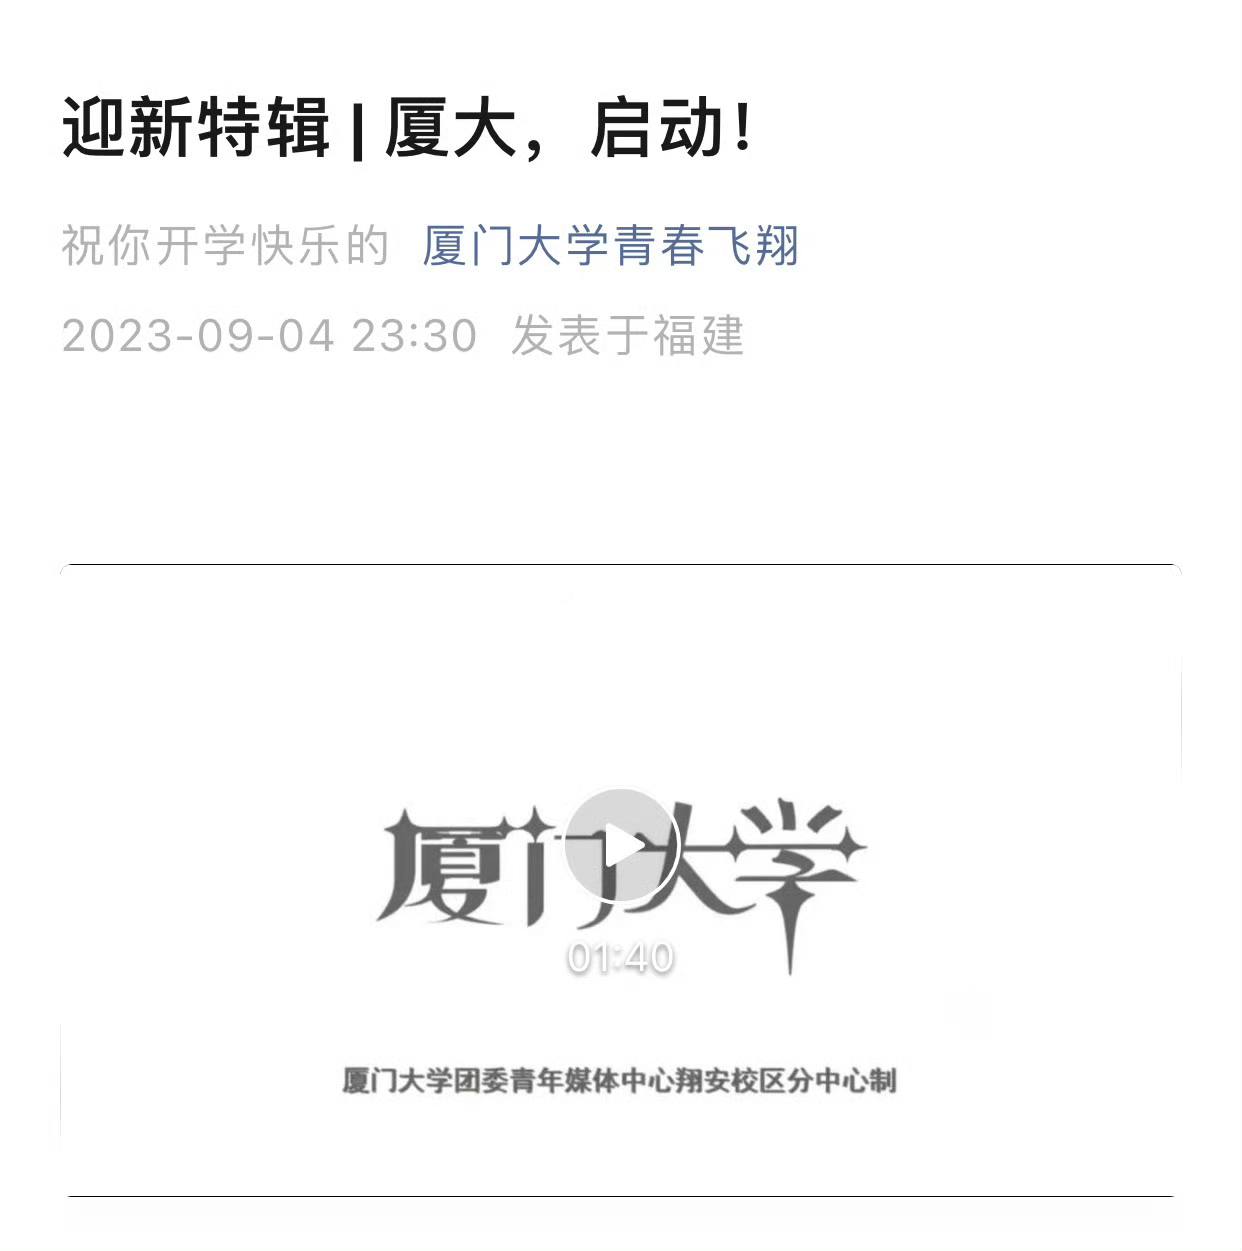 迎新特辑 | 厦大，启动！
祝你开学快乐的 厦门大学青春飞翔
2023-09-04 23:30 发表于福建
厦门大学
01:40
厦门大学团委青年媒体中心翔安校区分中心制